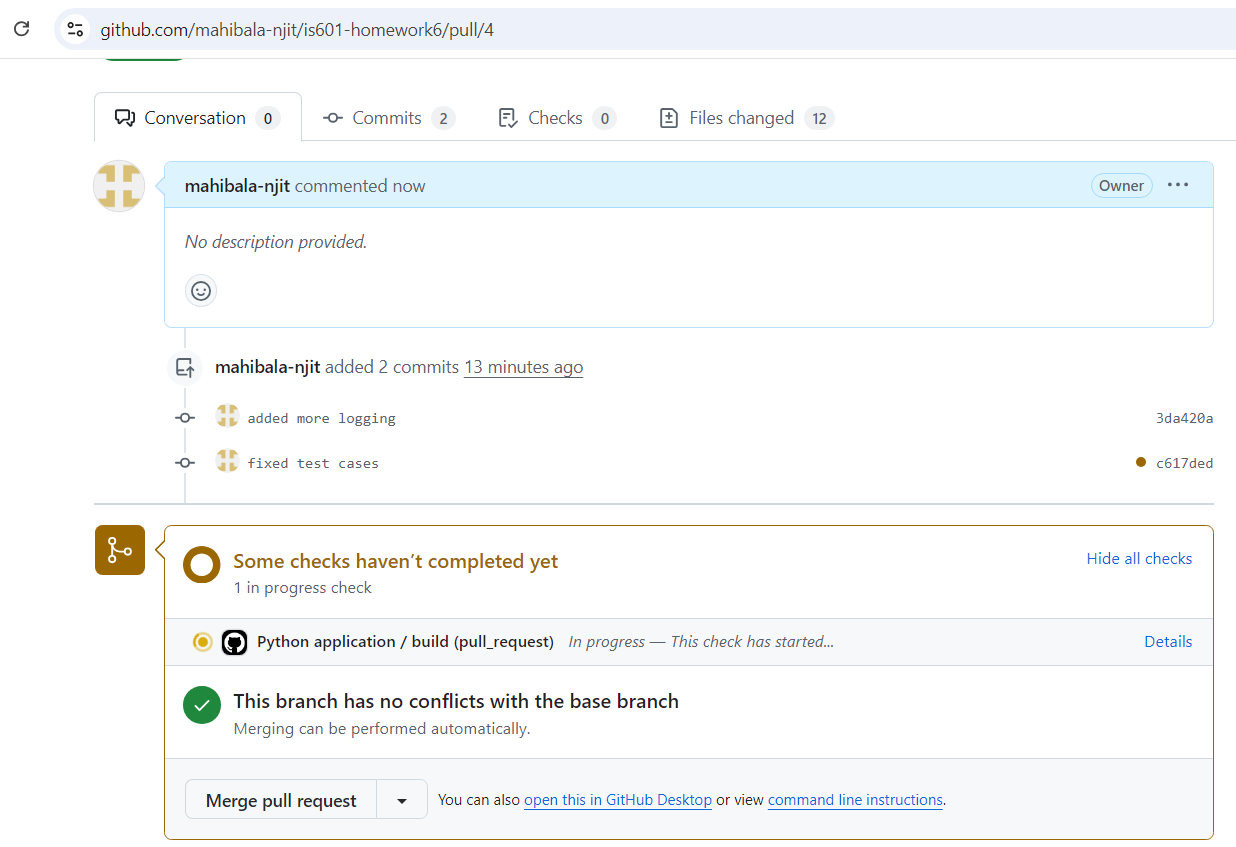 github.com/mahibala-njit/is601-homework6/pull/4
Conversation 0 Commits 2 Checks 0 Files changed 12
mahibala-njit commented now Owner
No description provided.
mahibala-njit added 2 commits 13 minutes ago
added more logging 3da420a
fixed test cases c617ded
Some checks haven’t completed yet Hide all checks
1 in progress check
Python application / build (pull_request) In progress — This check has started... Details
This branch has no conflicts with the base branch
Merging can be performed automatically.
Merge pull request You can also open this in GitHub Desktop or view command line instructions.